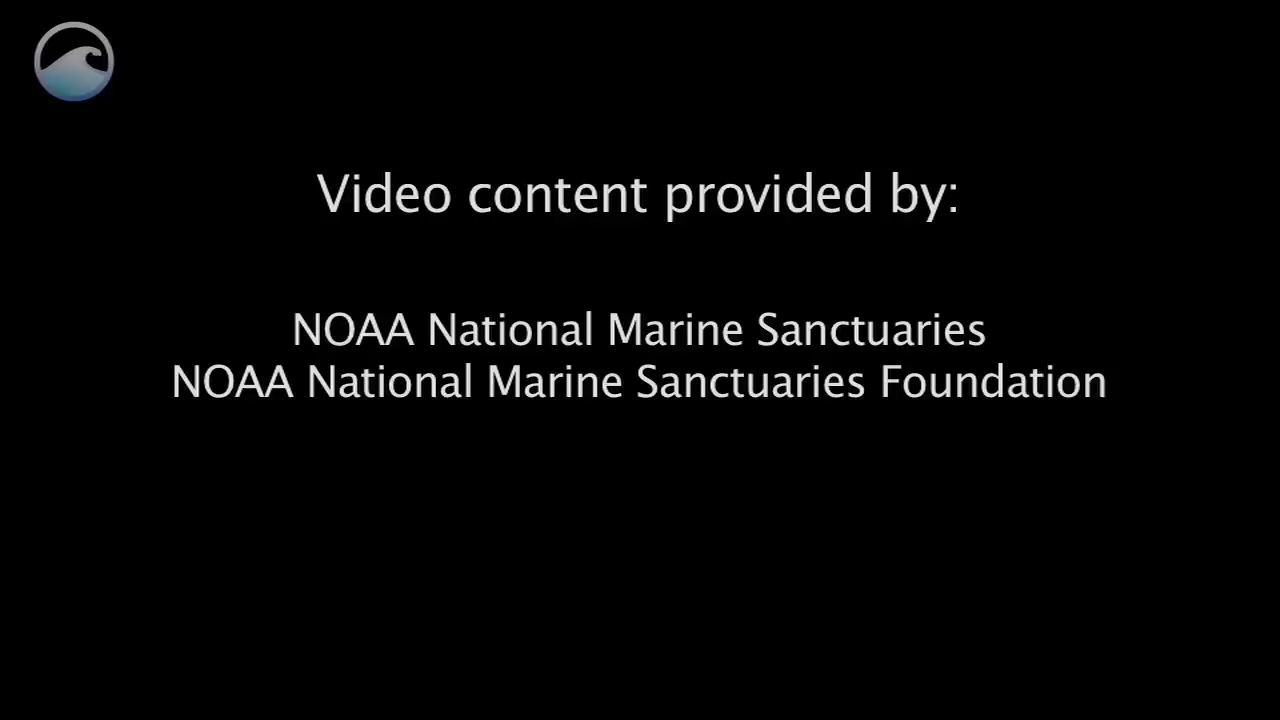 Video content provided by:
NOAA National Marine Sanctuaries
NOAA National Marine Sanctuaries Foundation